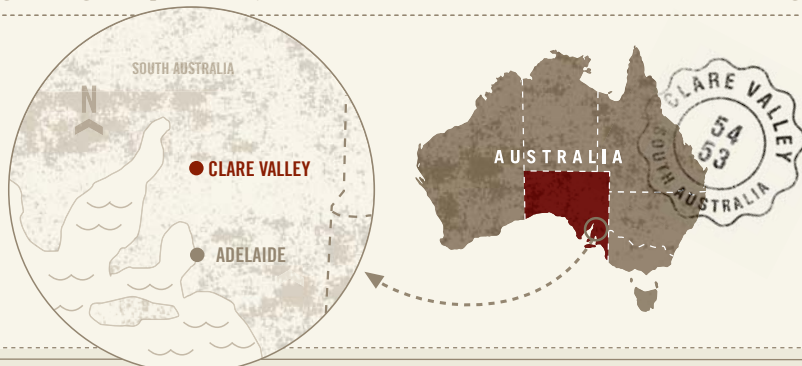 SOUTH AUSTRALIA
N
CLARE VALLEY
ADELAIDE
AUSTRALIA
CLARE VALLEY
54
53
SOUTH AUSTRALIA